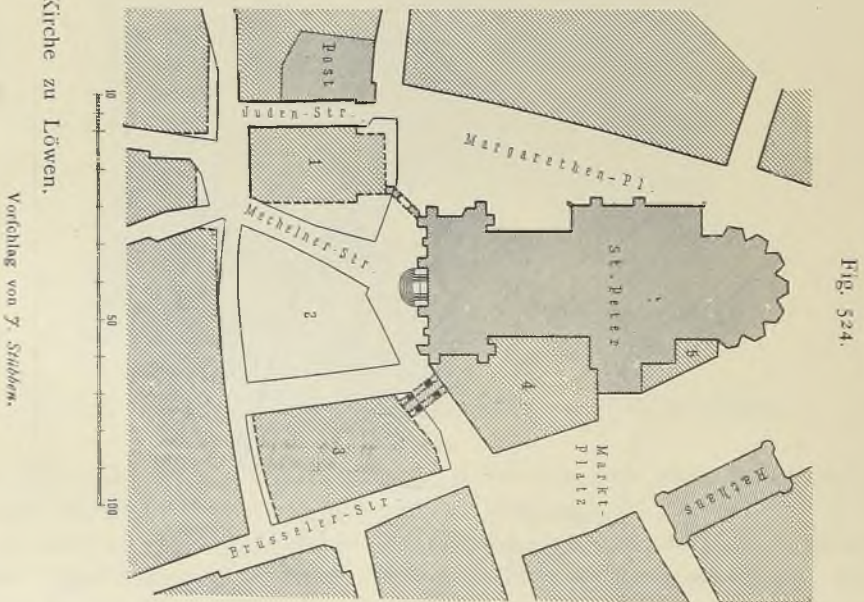 Fig. 524.
Post
Juden-Str.
Margarethen-Pl.
1
Mechelner-Str.
St. Peter
2
5
4
3
Markt-
Platz
Rathaus
Brüsseler-Str.
10
50
100
Kirche zu Löwen.
Vorſchlag von J. Stübben.